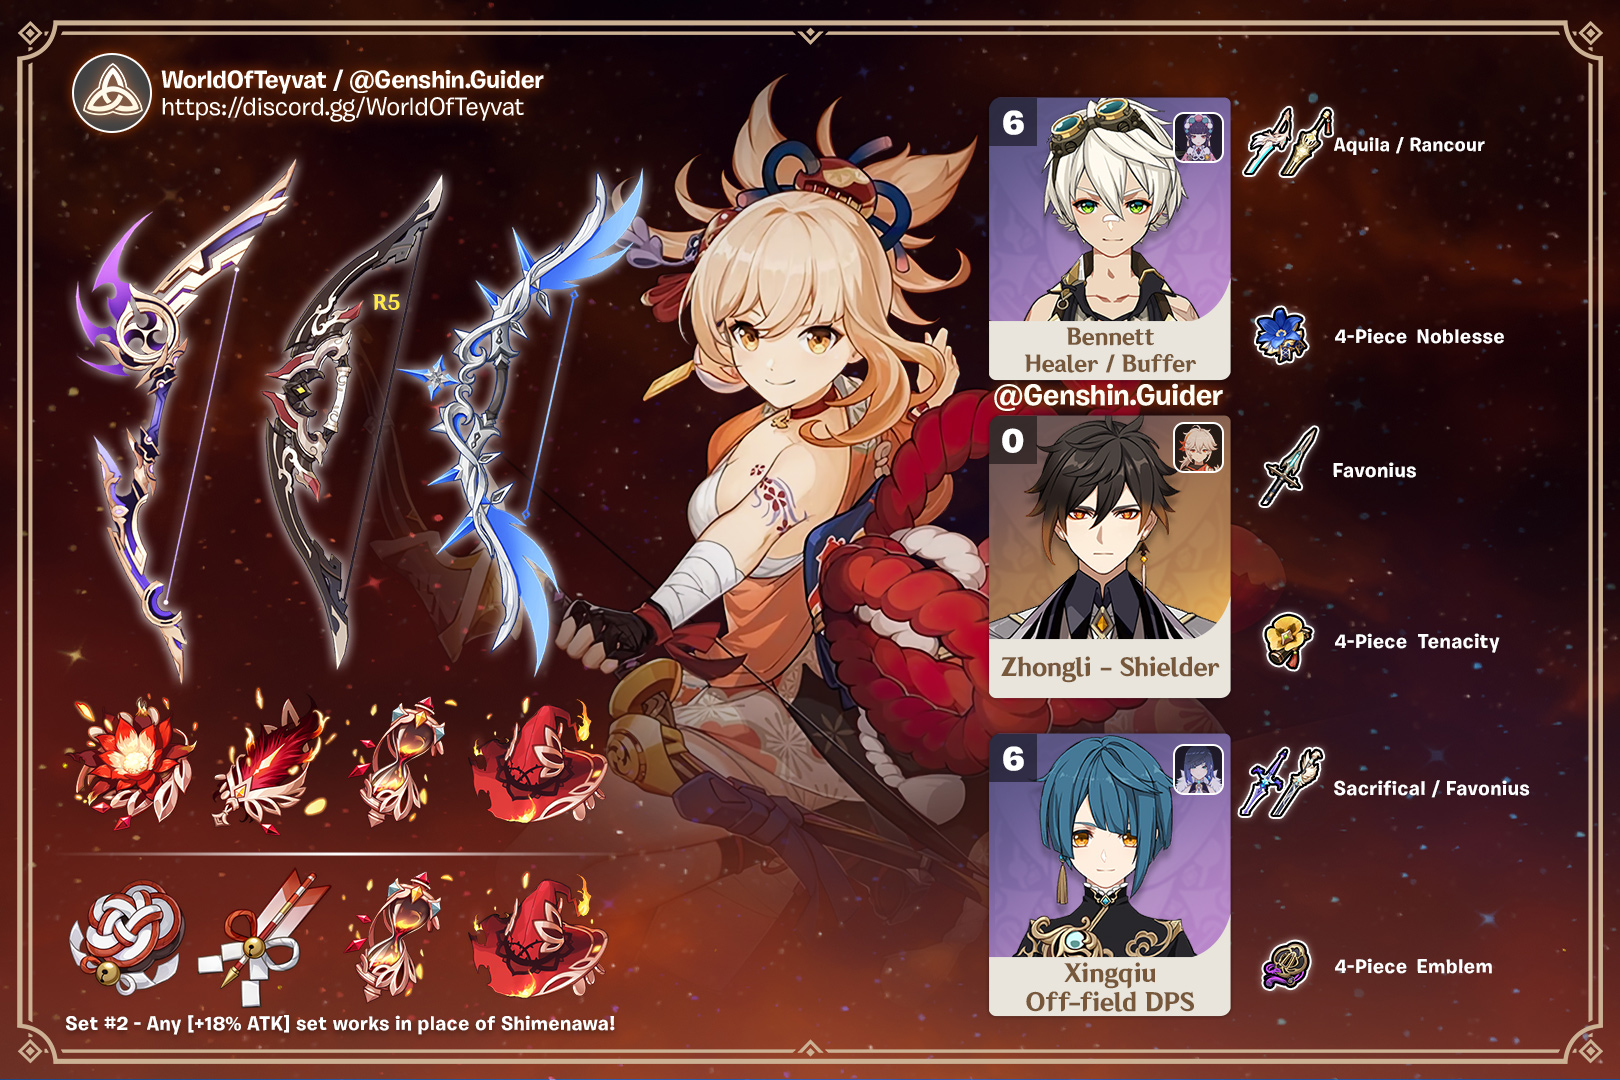 WorldOfTeyvat / @Genshin.Guider
https://discord.gg/WorldOfTeyvat
R5
Set #2 - Any [+18% ATK] set works in place of Shimenawa!
6
Bennett
Healer / Buffer
Aquila / Rancour
4-Piece Noblesse
@Genshin.Guider
0
Zhongli - Shielder
Favonius
4-Piece Tenacity
6
Xingqiu
Off-field DPS
Sacrifical / Favonius
4-Piece Emblem